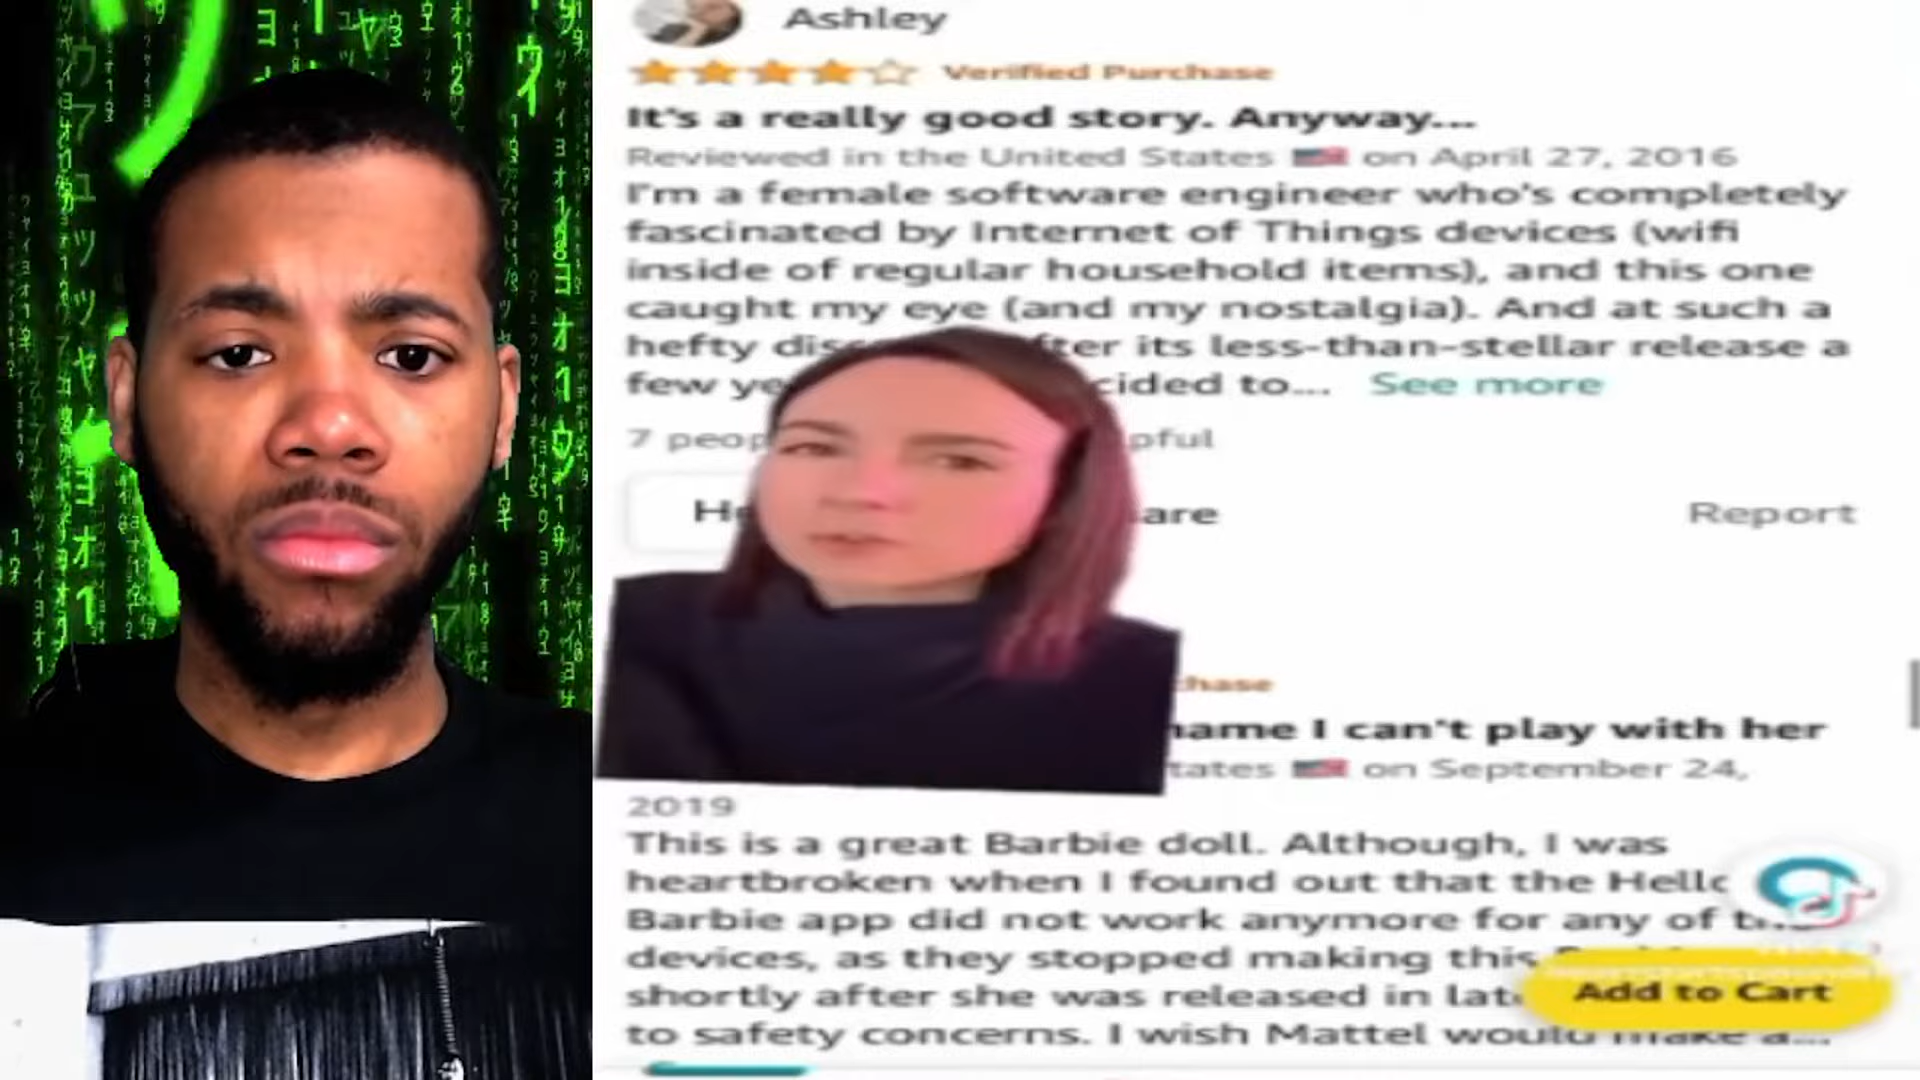 Ashley
Verified Purchase
It's a really good story. Anyway...
Reviewed in the United States on April 27, 2016
I'm a female software engineer who's completely
fascinated by Internet of Things devices (wifi
inside of regular household items), and this one
caught my eye (and my nostalgia). And at such a
hefty its less-than-stellar release a
few to... See more
7
Report
I can't play with her
on September 24,
2019
This is a great Barbie doll. Although, I was
heartbroken when I found out that the Hello
Barbie app did not work anymore for any of
devices, as they stopped making this
shortly after she was released in
Add to Cart
to safety concerns. I wish Mattel would make a...